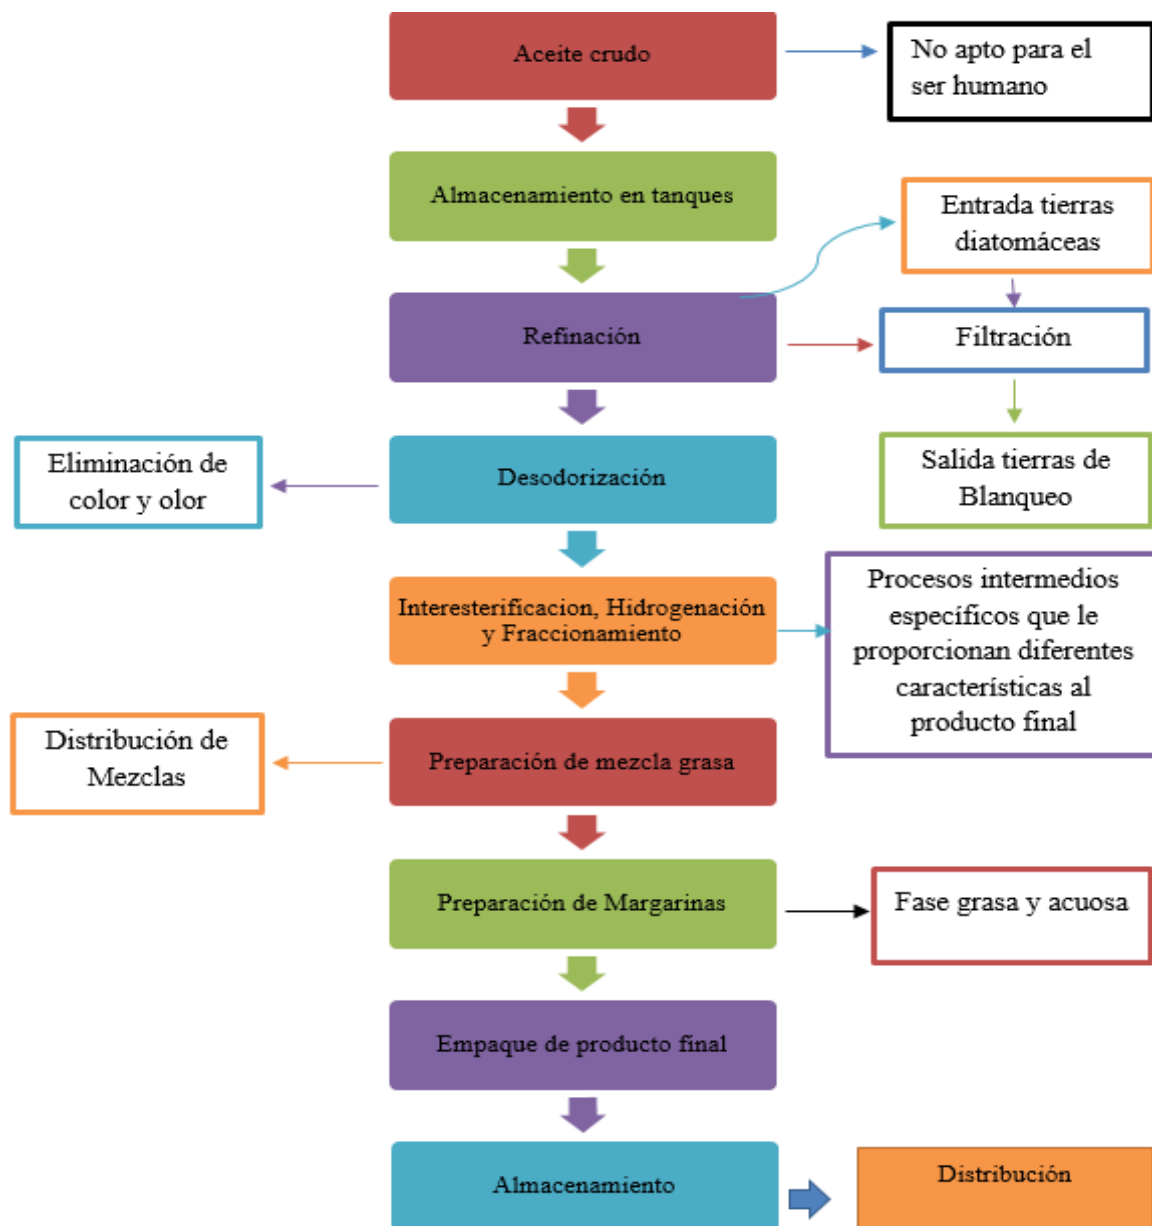 Aceite crudo
No apto para el
ser humano
Almacenamiento en tanques
Entrada tierras
diatomáceas
Refinación
Filtración
Eliminación de
color y olor
Desodorización
Salida tierras de
Blanqueo
Interesterificacion, Hidrogenación
y Fraccionamiento
Procesos intermedios
específicos que le
proporcionan diferentes
características al
producto final
Distribución de
Mezclas
Preparación de mezcla grasa
Preparación de Margarinas
Fase grasa y acuosa
Empaque de producto final
Almacenamiento
Distribución